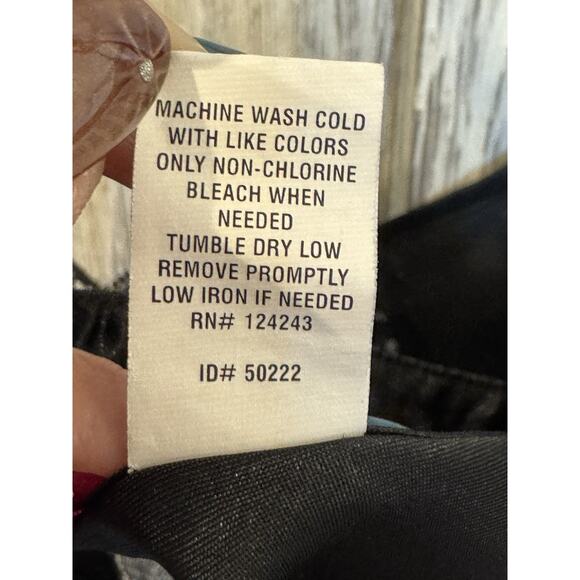 MACHINE WASH COLD
WITH LIKE COLORS
ONLY NON-CHLORINE
BLEACH WHEN
NEEDED
TUMBLE DRY LOW
REMOVE PROMPTLY
LOW IRON IF NEEDED
RN# 124243
ID# 50222